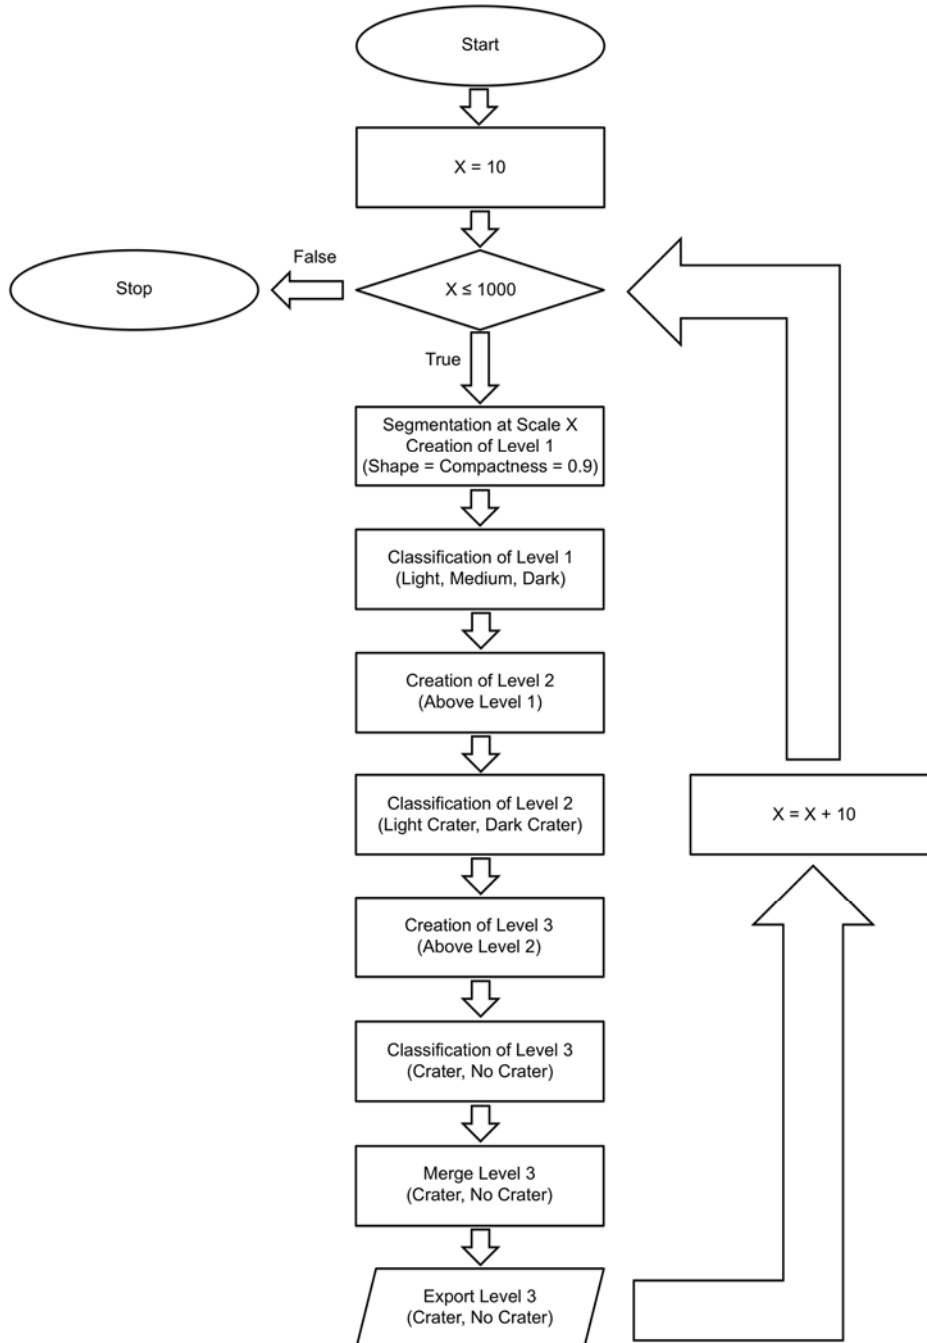 Start
X = 10
False
Stop
X ≤ 1000
True
Segmentation at Scale X
Creation of Level 1
(Shape = Compactness = 0.9)
Classification of Level 1
(Light, Medium, Dark)
Creation of Level 2
(Above Level 1)
Classification of Level 2
(Light Crater, Dark Crater)
X = X + 10
Creation of Level 3
(Above Level 2)
Classification of Level 3
(Crater, No Crater)
Merge Level 3
(Crater, No Crater)
Export Level 3
(Crater, No Crater)